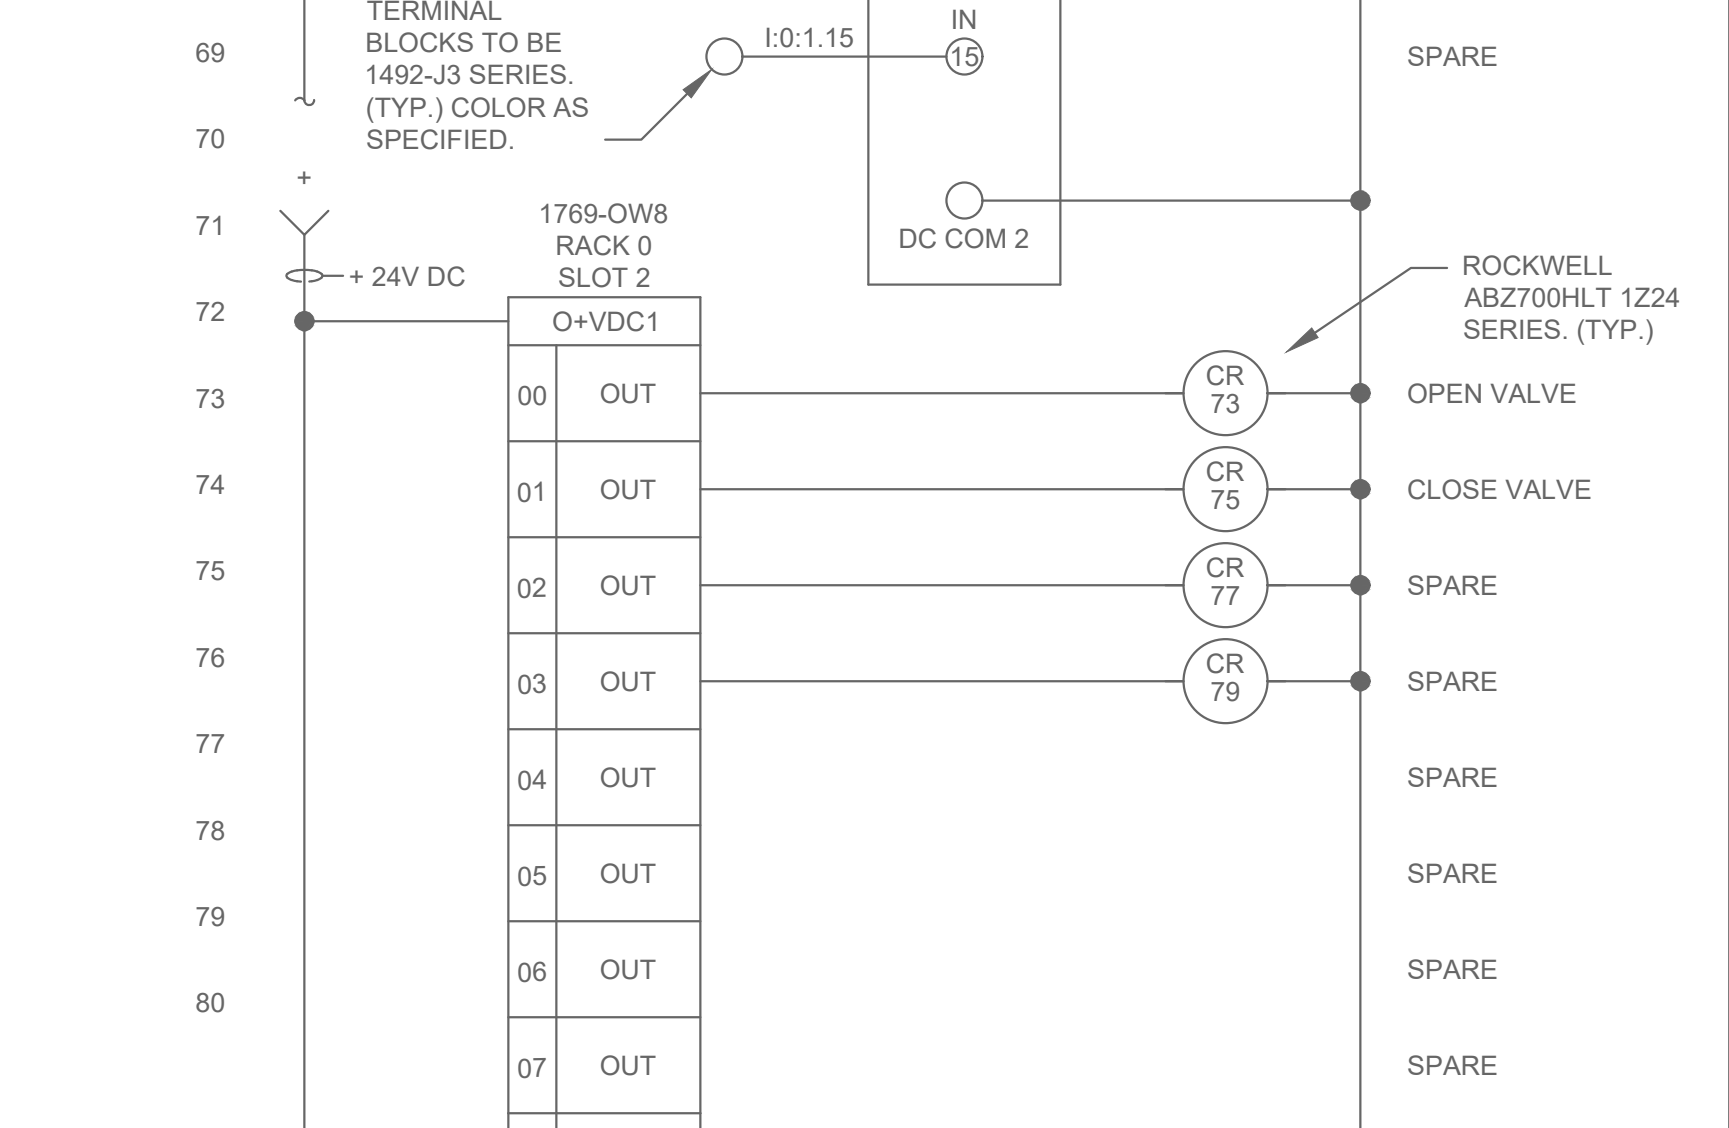 TERMINAL
BLOCKS TO BE
1492-J3 SERIES.
(TYP.) COLOR AS
SPECIFIED.
I:0:1.15
IN
15
SPARE
69
70
+
71
1769-OW8
RACK 0
SLOT 2
DC COM 2
+ 24V DC
ROCKWELL
ABZ700HLT 1Z24
SERIES. (TYP.)
72
O+VDC1
73
00 OUT
CR
73
OPEN VALVE
74
01 OUT
CR
75
CLOSE VALVE
75
02 OUT
CR
77
SPARE
76
03 OUT
CR
79
SPARE
77
04 OUT
SPARE
78
05 OUT
SPARE
79
06 OUT
SPARE
80
07 OUT
SPARE